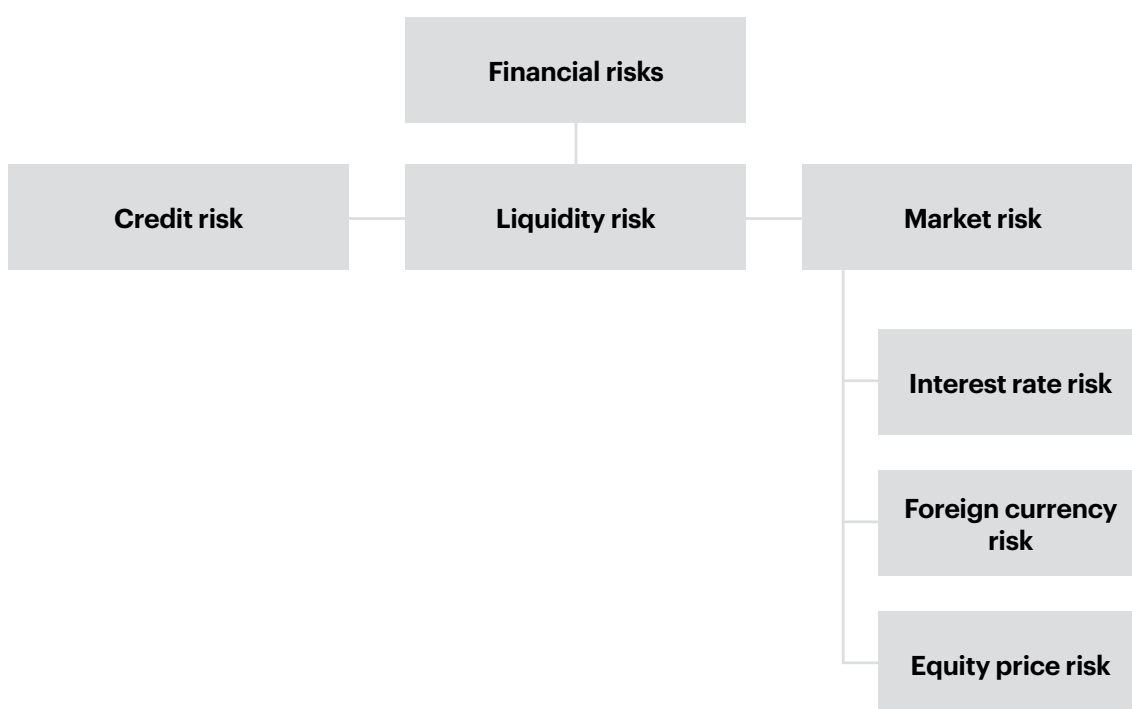 Financial risks
Credit risk
Liquidity risk
Market risk
Interest rate risk
Foreign currency
risk
Equity price risk